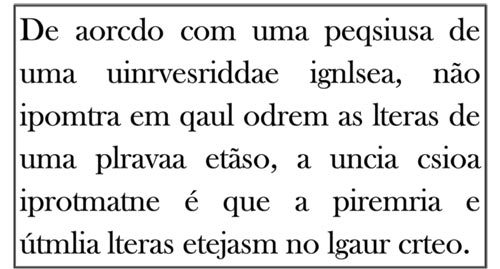 De aorcdo com uma peqsiusa de
uma uinrvesriddae ignlsea, não
ipomtra em qaul odrem as lteras de
uma plravaa etãso, a uncia csioa
iprotmatne é que a piremria e
útmlia lteras etejasm no lgaur crteo.